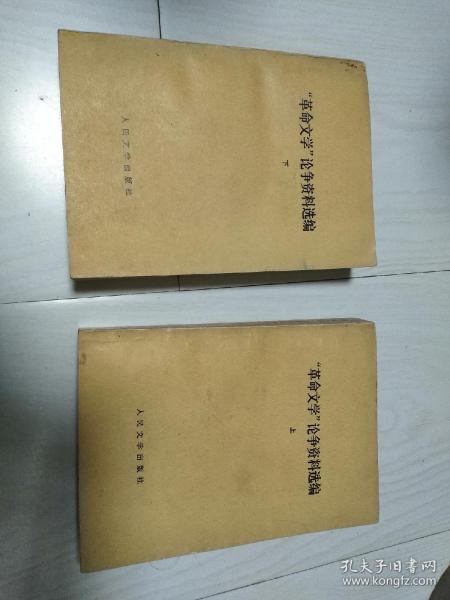 “革命文学”论争资料选编
下
人民文学出版社
“革命文学”论争资料选编
上
人民文学出版社
孔夫子旧书网
www.kongfz.com